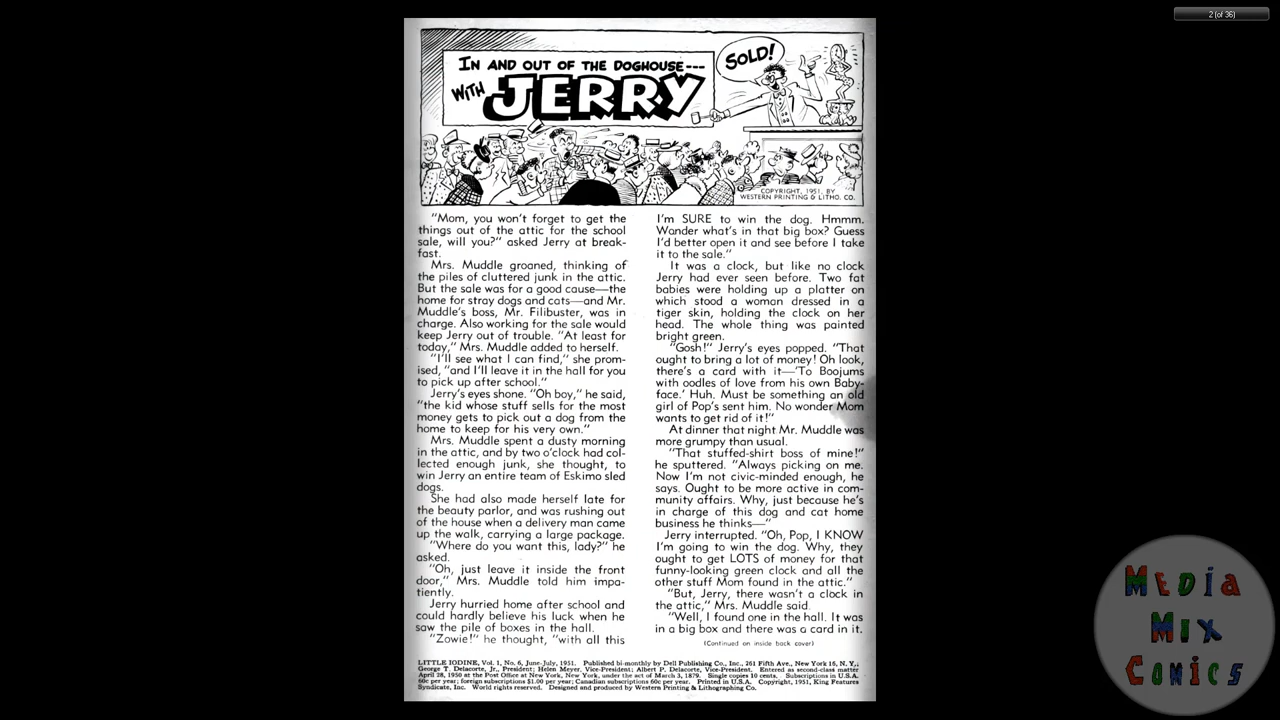 2 (of 36)
IN AND OUT OF THE DOGHOUSE---
WITH JERRY
SOLD!
COPYRIGHT, 1951, BY
WESTERN PRINTING & LITHO. CO.
"Mom, you won't forget to get the
things out of the attic for the school
sale, will you?" asked Jerry at break-
fast.
Mrs. Muddle groaned, thinking of
the piles of cluttered junk in the attic.
But the sale was for a good cause—the
home for stray dogs and cats—and Mr.
Muddle's boss, Mr. Filibuster, was in
charge. Also working for the sale would
keep Jerry out of trouble. "At least for
today," Mrs. Muddle added to herself.
"I'll see what I can find," she prom-
ised, "and I'll leave it in the hall for you
to pick up after school."
Jerry's eyes shone. "Oh boy," he said,
"the kid whose stuff sells for the most
money gets to pick out a dog from the
home to keep for his very own."
Mrs. Muddle spent a dusty morning
in the attic, and by two o'clock had col-
lected enough junk, she thought, to
win Jerry an entire team of Eskimo sled
dogs.
She had also made herself late for
the beauty parlor, and was rushing out
of the house when a delivery man came
up the walk, carrying a large package.
"Where do you want this, lady?" he
asked.
"Oh, just leave it inside the front
door," Mrs. Muddle told him impa-
tiently.
Jerry hurried home after school and
could hardly believe his luck when he
saw the pile of boxes in the hall.
"Zowie!" he thought, "with all this
I'm SURE to win the dog. Hmmm.
Wander what's in that big box? Guess
I'd better open it and see before I take
it to the sale."
It was a clock, but like no clock
Jerry had ever seen before. Two fat
babies were holding up a platter on
which stood a woman dressed in a
tiger skin, holding the clock on her
head. The whole thing was painted
bright green.
"Gosh!" Jerry's eyes popped. "That
ought to bring a lot of money! Oh look,
there's a card with it—'To Boojums
with oodles of love from his own Baby-
face.' Huh. Must be something an old
girl of Pop's sent him. No wonder Mom
wants to get rid of it!"
At dinner that night Mr. Muddle was
more grumpy than usual.
"That stuffed-shirt boss of mine!"
he sputtered. "Always picking on me.
Now I'm not civic-minded enough, he
says. Ought to be more active in com-
munity affairs. Why, just because he's
in charge of this dog and cat home
business he thinks—"
Jerry interrupted. "Oh, Pop, I KNOW
I'm going to win the dog. Why, they
ought to get LOTS of money for that
funny-looking green clock and all the
other stuff Mom found in the attic."
"But, Jerry, there wasn't a clock in
the attic," Mrs. Muddle said.
"Well, I found one in the hall. It was
in a big box and there was a card in it.
(Continued on inside back cover)
LITTLE IODINE, Vol. 1, No. 6, June-July, 1951. Published bi-monthly by Dell Publishing Co., Inc., 261 Fifth Ave., New York 16, N. Y.;
George T. Delacorte, Jr., President; Helen Meyer, Vice-President; Albert P. Delacorte, Vice-President. Entered as second-class matter
April 28, 1950 at the Post Office at New York, New York, under the act of March 3, 1879. Single copies 10 cents. Subscriptions in U.S.A.
60c per year; foreign subscriptions $1.00 per year; Canadian subscriptions 60c per year. Printed in U.S.A. Copyright, 1951, King Features
Syndicate, Inc. World rights reserved. Designed and produced by Western Printing & Lithographing Co.
MEDIA
MIX
COMICS